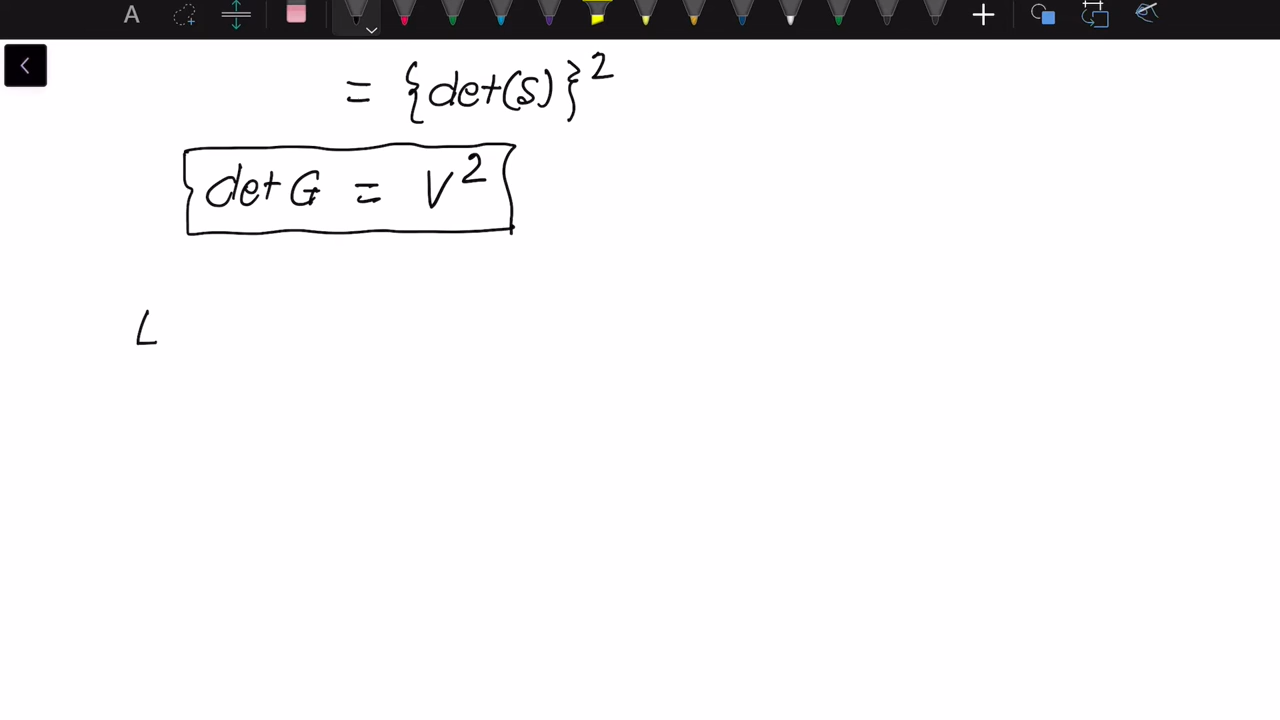 = {det(S)}²
det G = V²
L